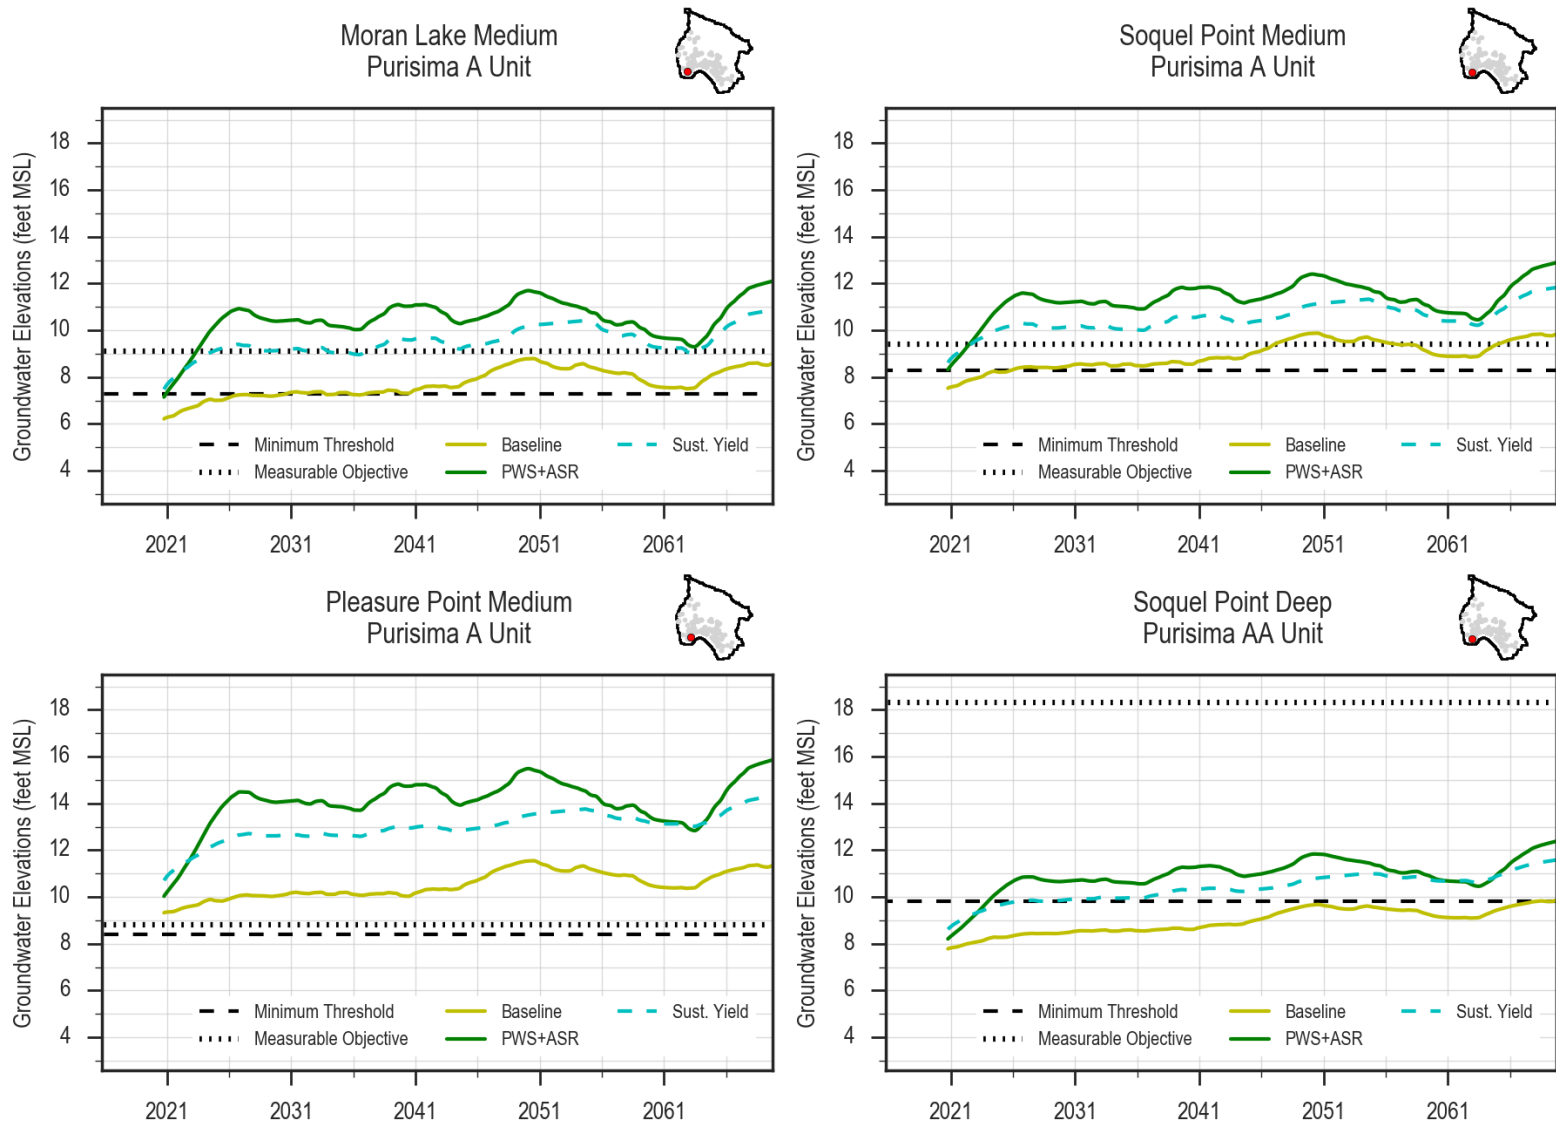 Moran Lake Medium
Purisima A Unit
Groundwater Elevations (feet MSL)
18
16
14
12
10
8
6
4
Minimum Threshold
Baseline
Sust. Yield
Measurable Objective
PWS+ASR
2021
2031
2041
2051
2061
Soquel Point Medium
Purisima A Unit
Groundwater Elevations (feet MSL)
18
16
14
12
10
8
6
4
Minimum Threshold
Baseline
Sust. Yield
Measurable Objective
PWS+ASR
2021
2031
2041
2051
2061
Pleasure Point Medium
Purisima A Unit
Groundwater Elevations (feet MSL)
18
16
14
12
10
8
6
4
Minimum Threshold
Baseline
Sust. Yield
Measurable Objective
PWS+ASR
2021
2031
2041
2051
2061
Soquel Point Deep
Purisima AA Unit
Groundwater Elevations (feet MSL)
18
16
14
12
10
8
6
4
Minimum Threshold
Baseline
Sust. Yield
Measurable Objective
PWS+ASR
2021
2031
2041
2051
2061